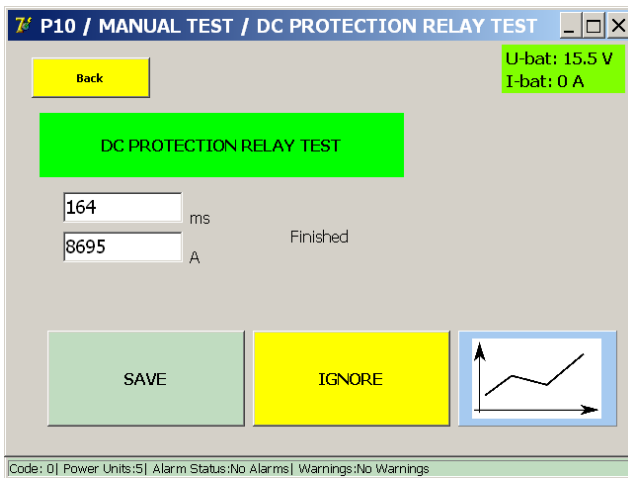 P10 / MANUAL TEST / DC PROTECTION RELAY TEST
Back
U-bat: 15.5 V
I-bat: 0 A
DC PROTECTION RELAY TEST
164 ms
8695 A
Finished
SAVE
IGNORE
Code: 0| Power Units:5| Alarm Status:No Alarms| Warnings:No Warnings